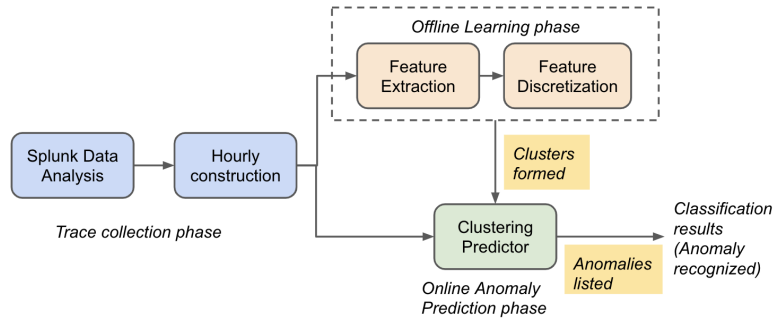 Offline Learning phase
Feature
Extraction
Feature
Discretization
Splunk Data
Analysis
Hourly
construction
Trace collection phase
Clusters
formed
Clustering
Predictor
Online Anomaly
Prediction phase
Anomalies
listed
Classification
results
(Anomaly
recognized)